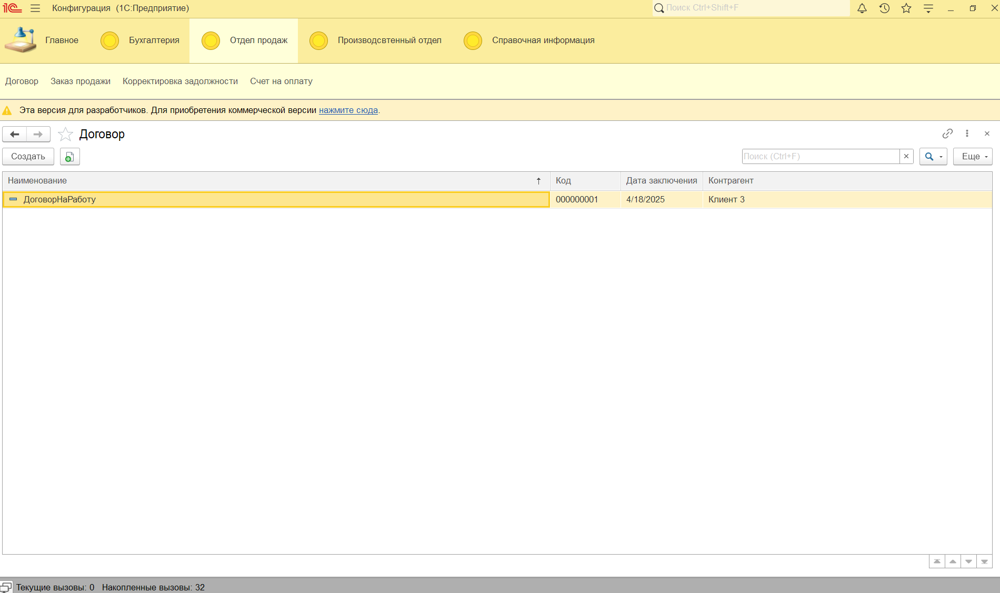 1С Конфигурация (1С:Предприятие) Поиск Ctrl+Shift+F
Главное Бухгалтерия Отдел продаж Производсвтенный отдел Справочная информация
Договор Заказ продажи Корректировка задолжности Счет на оплату
Эта версия для разработчиков. Для приобретения коммерческой версии нажмите сюда.
Договор
Создать Поиск (Ctrl+F) Еще
Наименование Код Дата заключения Контрагент
ДоговорНаРаботу 000000001 4/18/2025 Клиент 3
Текущие вызовы: 0 Накопленные вызовы: 32